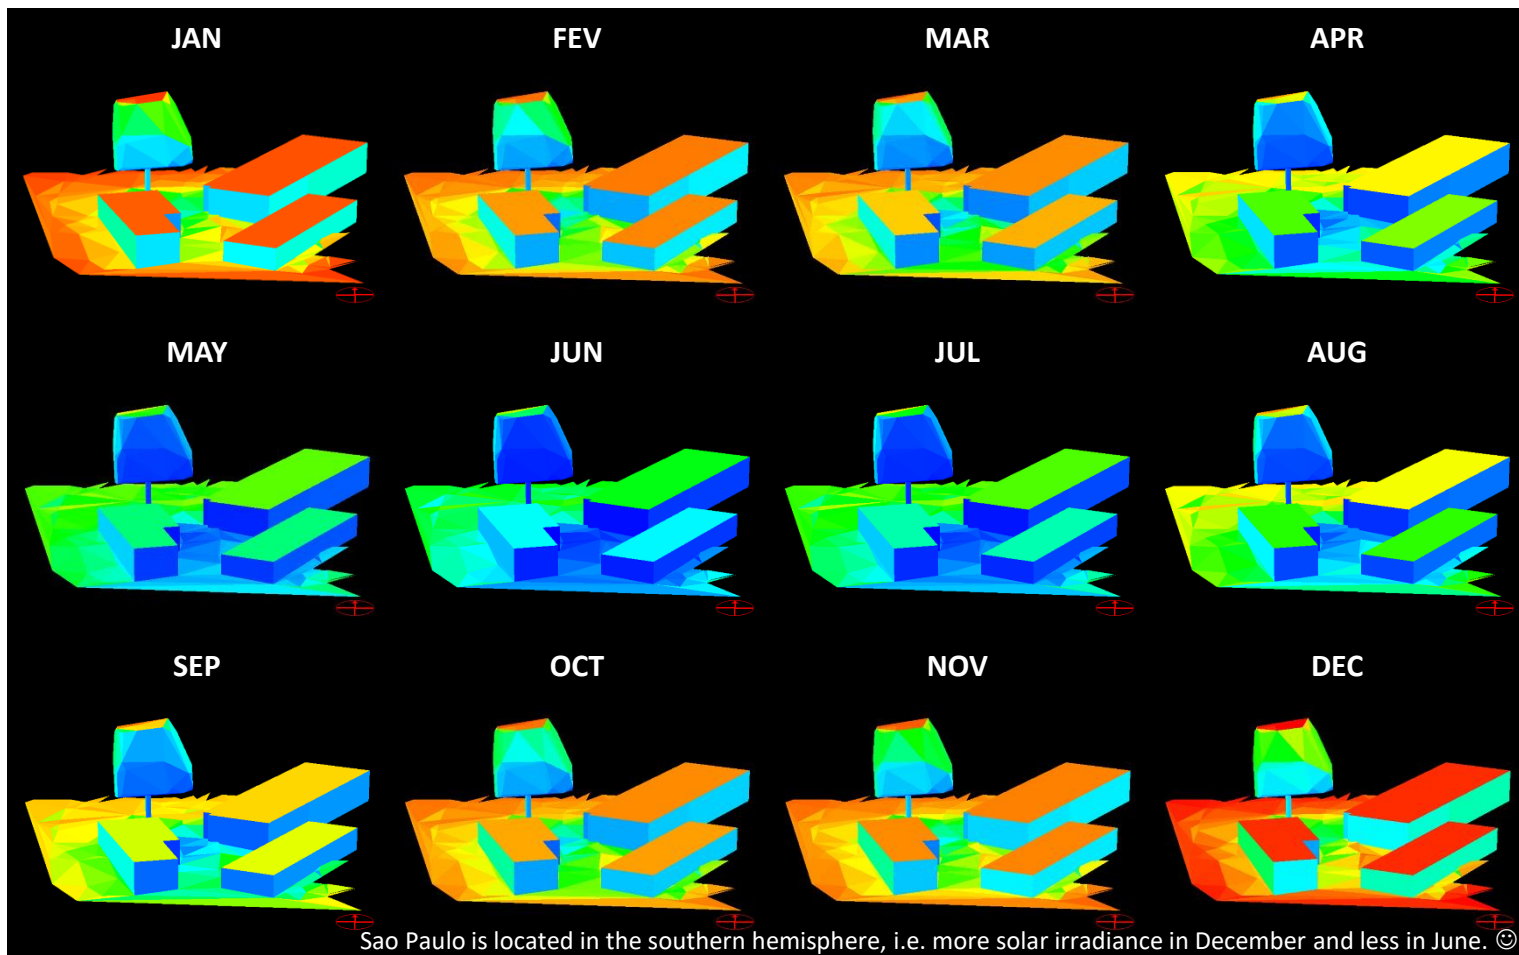 JAN FEV MAR APR
MAY JUN JUL AUG
SEP OCT NOV DEC
Sao Paulo is located in the southern hemisphere, i.e. more solar irradiance in December and less in June. ☺